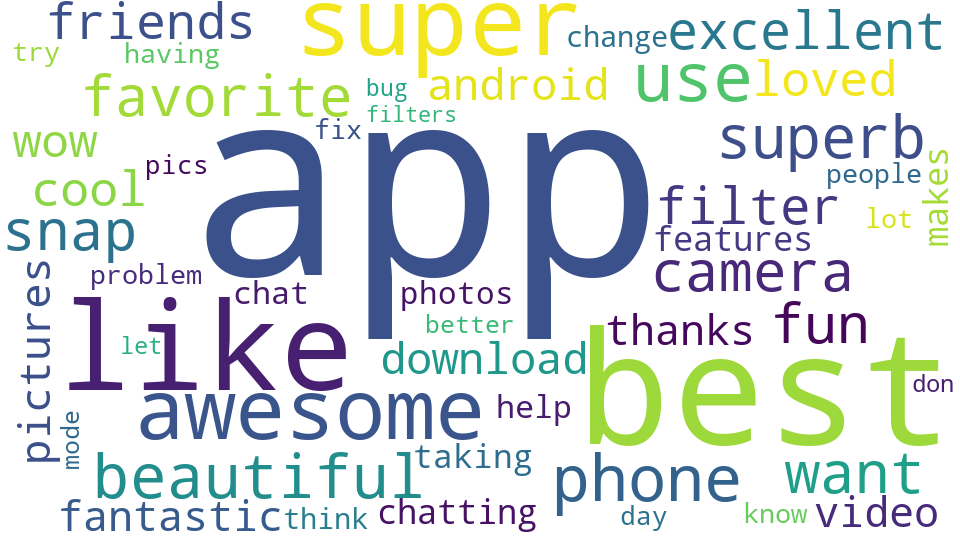 friends
super
change
excellent
try
having
favorite
bug
android
use
loved
filters
wow
fix
app
superb
pics
people
makes
cool
filter
lot
snap
features
pictures
problem
chat
photos
camera
like
let
better
thanks
fun
download
best
don
awesome
help
mode
beautiful
taking
phone
want
fantastic
think
chatting
day
know
video